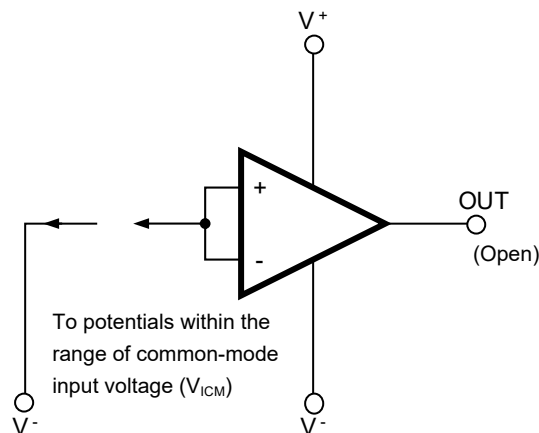 V+
+
OUT
(Open)
-
To potentials within the
range of common-mode
input voltage (VICM)
V-
V-